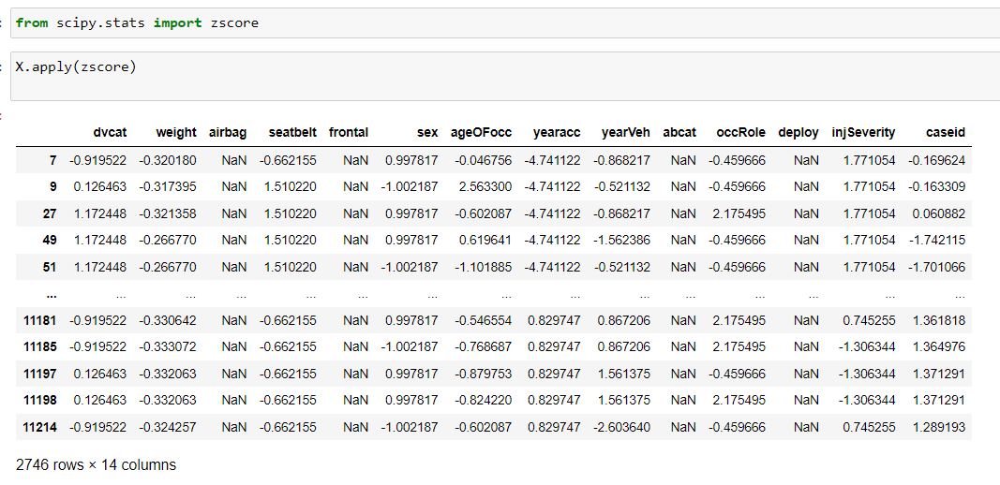 from scipy.stats import zscore
X.apply(zscore)
dvcat weight airbag seatbelt frontal sex ageOFocc yearacc yearVeh abcat occRole deploy injSeverity caseid
7 -0.919522 -0.320180 NaN -0.662155 NaN 0.997817 -0.046756 -4.741122 -0.868217 NaN -0.459666 NaN 1.771054 -0.169624
9 0.126463 -0.317395 NaN 1.510220 NaN -1.002187 2.563300 -4.741122 -0.521132 NaN -0.459666 NaN 1.771054 -0.163309
27 1.172448 -0.321358 NaN 1.510220 NaN 0.997817 -0.602087 -4.741122 -0.868217 NaN 2.175495 NaN 1.771054 0.060882
49 1.172448 -0.266770 NaN 1.510220 NaN 0.997817 0.619641 -4.741122 -1.562386 NaN -0.459666 NaN 1.771054 -1.742115
51 1.172448 -0.266770 NaN 1.510220 NaN -1.002187 -1.101885 -4.741122 -0.521132 NaN -0.459666 NaN 1.771054 -1.701066
... ... ... ... ... ... ... ... ... ... ... ... ... ... ...
11181 -0.919522 -0.330642 NaN -0.662155 NaN 0.997817 -0.546554 0.829747 0.867206 NaN 2.175495 NaN 0.745255 1.361818
11185 -0.919522 -0.333072 NaN -0.662155 NaN -1.002187 -0.768687 0.829747 0.867206 NaN 2.175495 NaN -1.306344 1.364976
11197 0.126463 -0.332063 NaN -0.662155 NaN 0.997817 -0.879753 0.829747 1.561375 NaN -0.459666 NaN -1.306344 1.371291
11198 0.126463 -0.332063 NaN -0.662155 NaN 0.997817 -0.824220 0.829747 1.561375 NaN 2.175495 NaN -1.306344 1.371291
11214 -0.919522 -0.324257 NaN -0.662155 NaN -1.002187 -0.602087 0.829747 -2.603640 NaN -0.459666 NaN 0.745255 1.289193
2746 rows × 14 columns